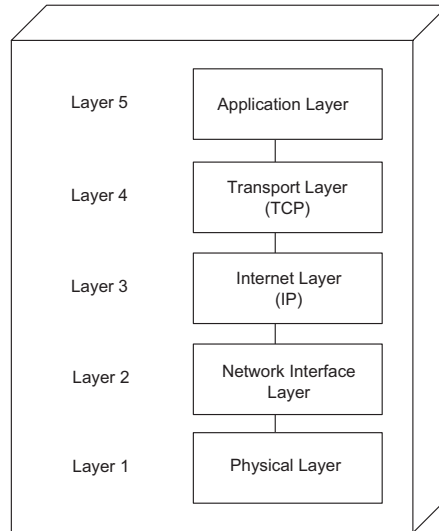 Layer 5
Application Layer
Layer 4
Transport Layer
(TCP)
Layer 3
Internet Layer
(IP)
Layer 2
Network Interface
Layer
Layer 1
Physical Layer